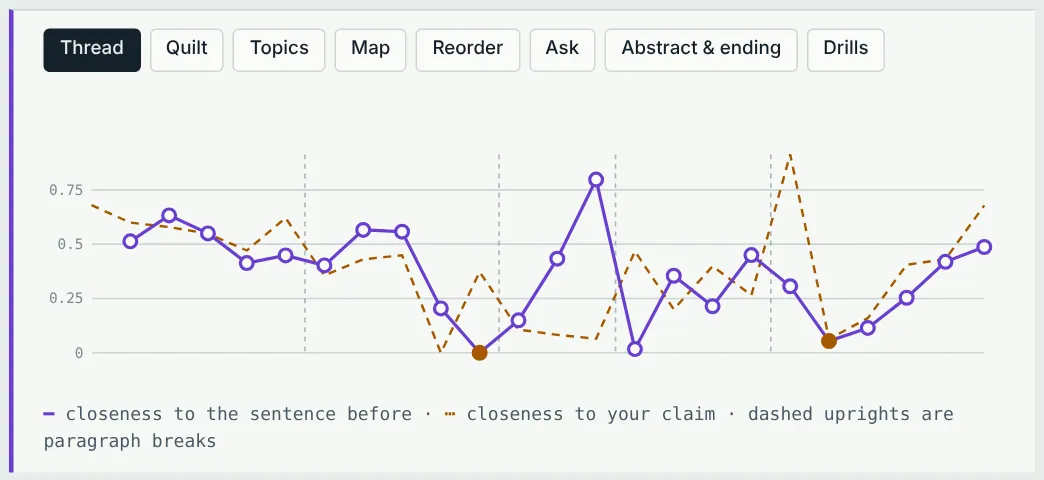 Thread Quilt Topics Map Reorder Ask Abstract & ending Drills
0.75
0.5
0.25
0
closeness to the sentence before · closeness to your claim · dashed uprights are
paragraph breaks